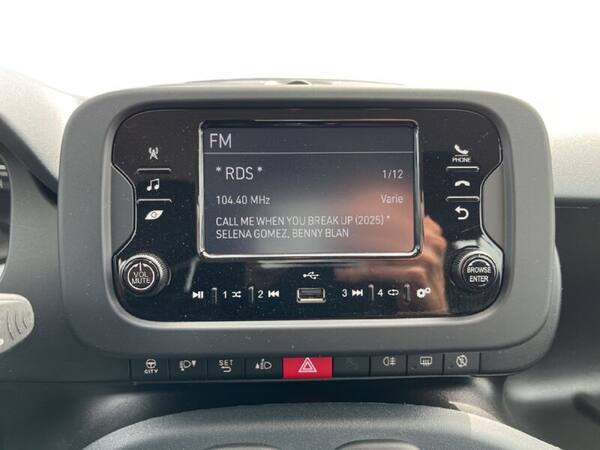 FM
* RDS *
1/12
104.40 MHz
Varie
CALL ME WHEN YOU BREAK UP (2025) *
SELENA GOMEZ, BENNY BLAN
PHONE
VOL
MUTE
BROWSE
ENTER
1
2
3
4
CITY
SET